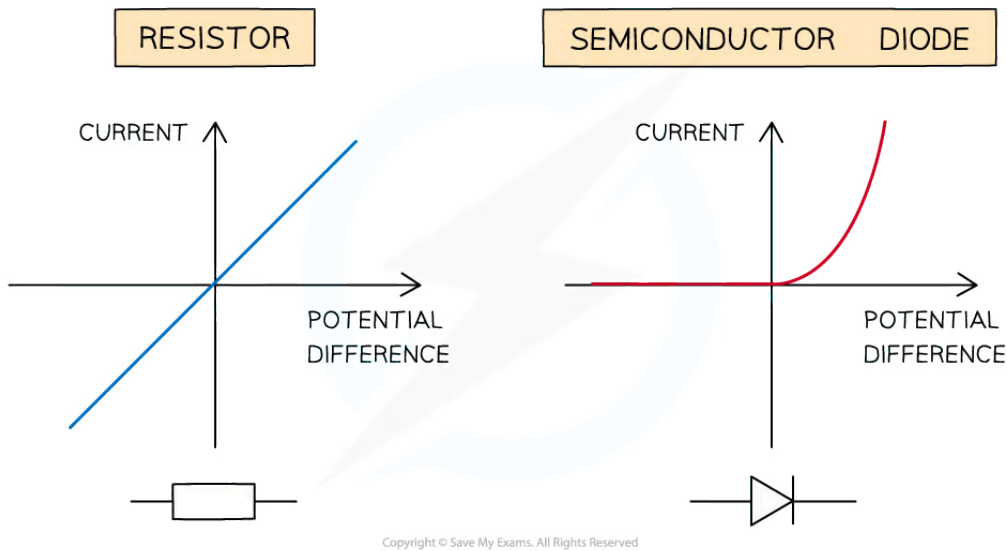 RESISTOR
SEMICONDUCTOR DIODE
CURRENT
POTENTIAL
DIFFERENCE
CURRENT
POTENTIAL
DIFFERENCE
Copyright © Save My Exams. All Rights Reserved